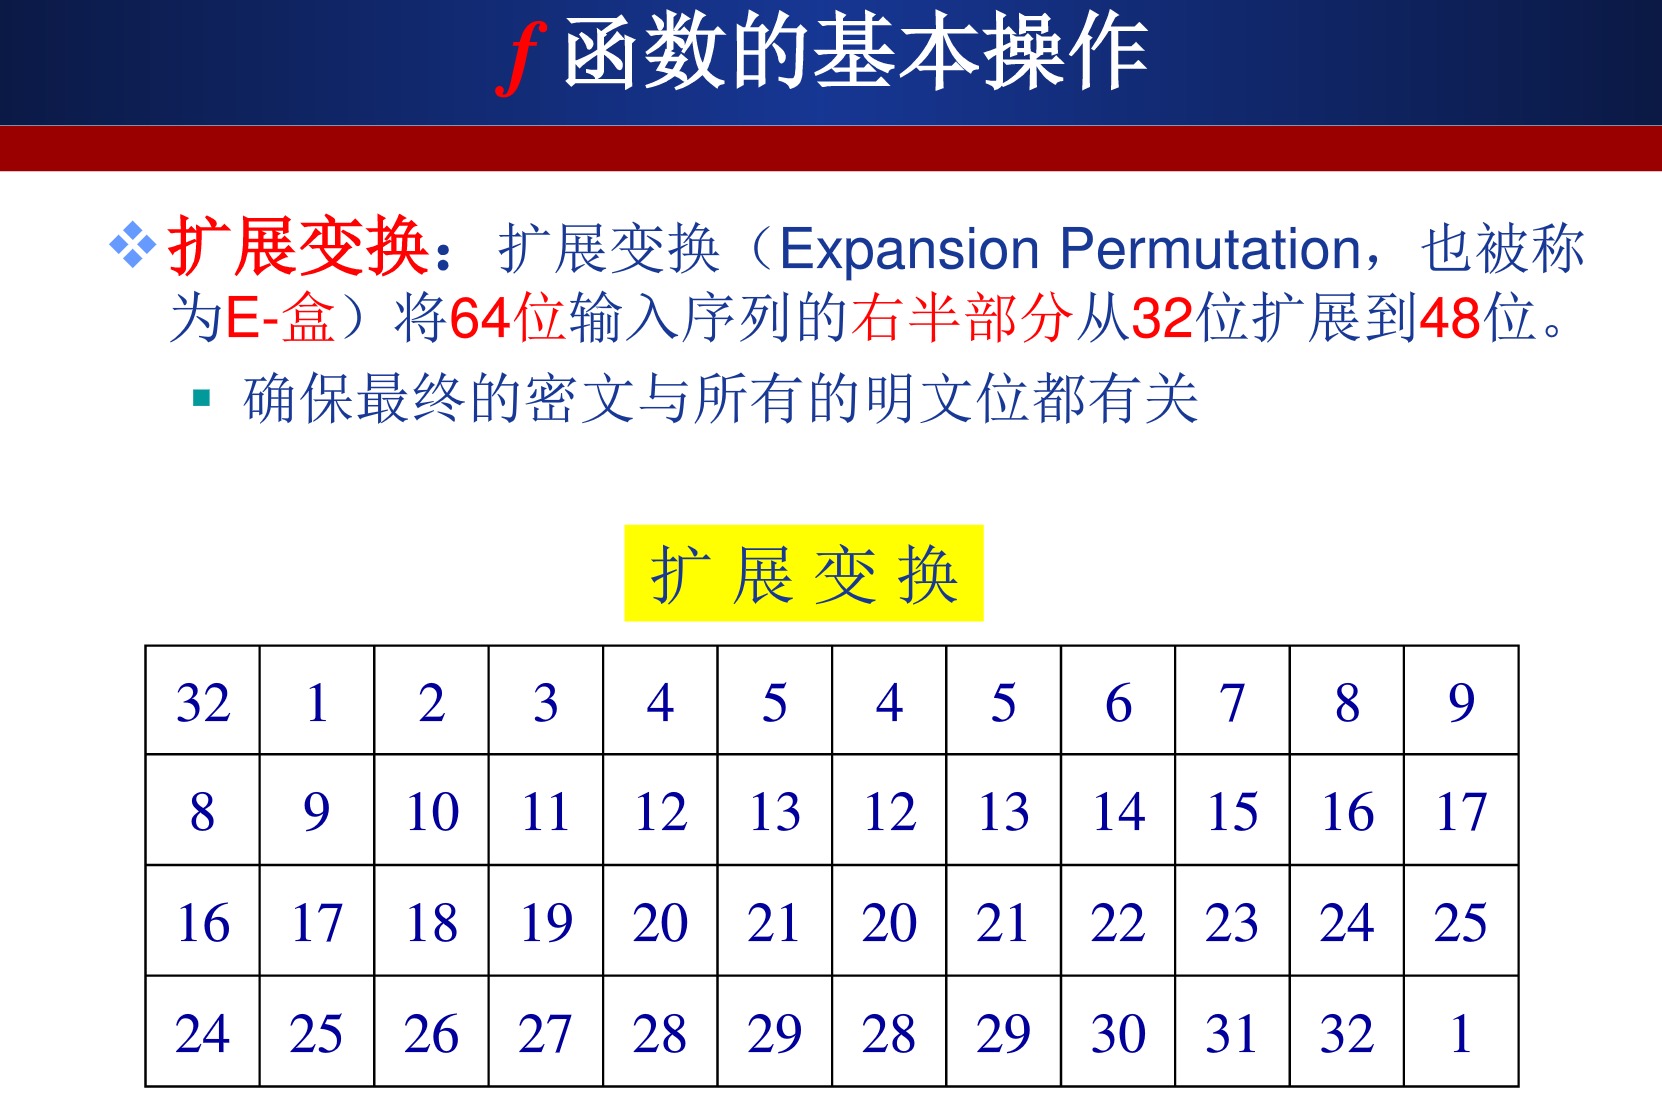 f 函数的基本操作
扩展变换：扩展变换（Expansion Permutation，也被称
为E-盒）将64位输入序列的右半部分从32位扩展到48位。
确保最终的密文与所有的明文位都有关
扩展变换
32 1 2 3 4 5 4 5 6 7 8 9
8 9 10 11 12 13 12 13 14 15 16 17
16 17 18 19 20 21 20 21 22 23 24 25
24 25 26 27 28 29 28 29 30 31 32 1